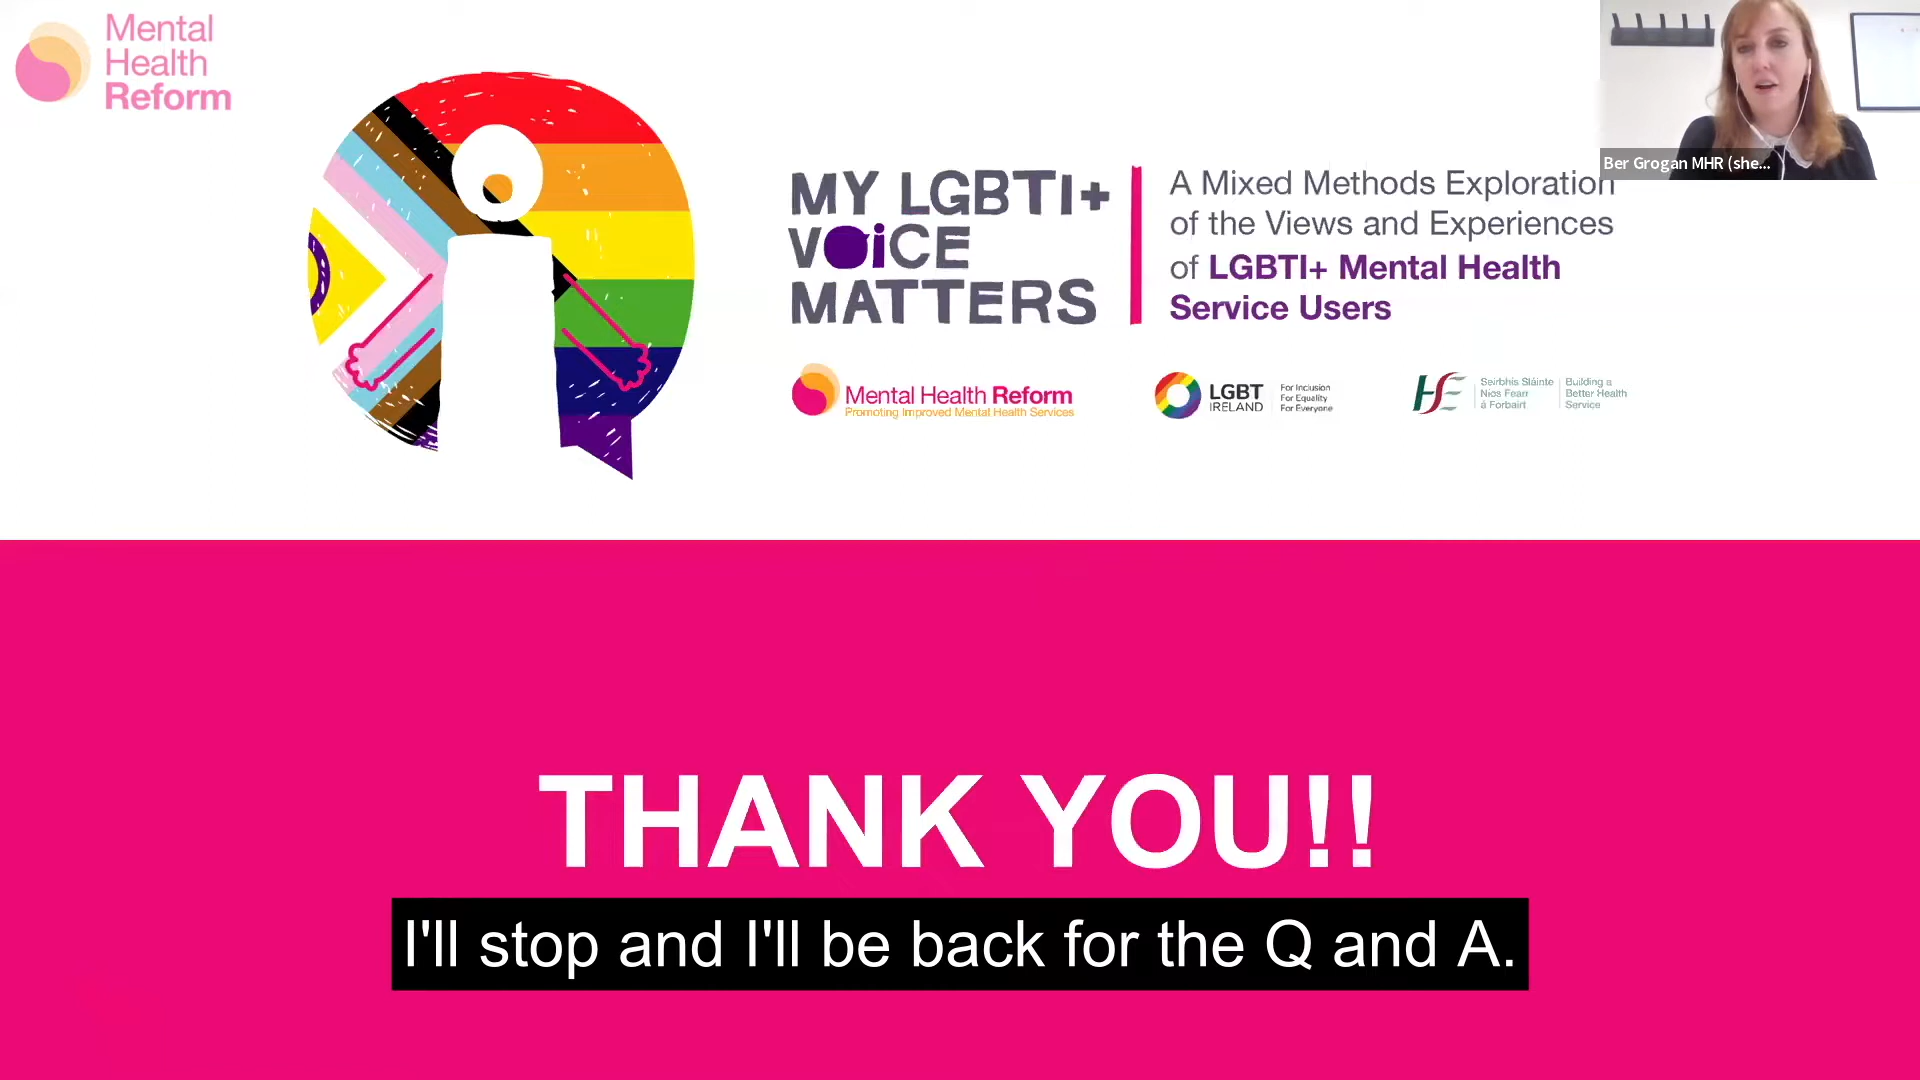 Mental
Health
Reform
Ber Grogan MHR (she...
MY LGBTI+
VOiCE
MATTERS
A Mixed Methods Exploration
of the Views and Experiences
of LGBTI+ Mental Health
Service Users
Mental Health Reform
Promoting Improved Mental Health Services
LGBT
IRELAND
For Inclusion
For Equality
For Everyone
HSE
Seirbhís Sláinte
Níos Fearr
á Forbairt
Building a
Better Health
Service
THANK YOU!!
I'll stop and I'll be back for the Q and A.